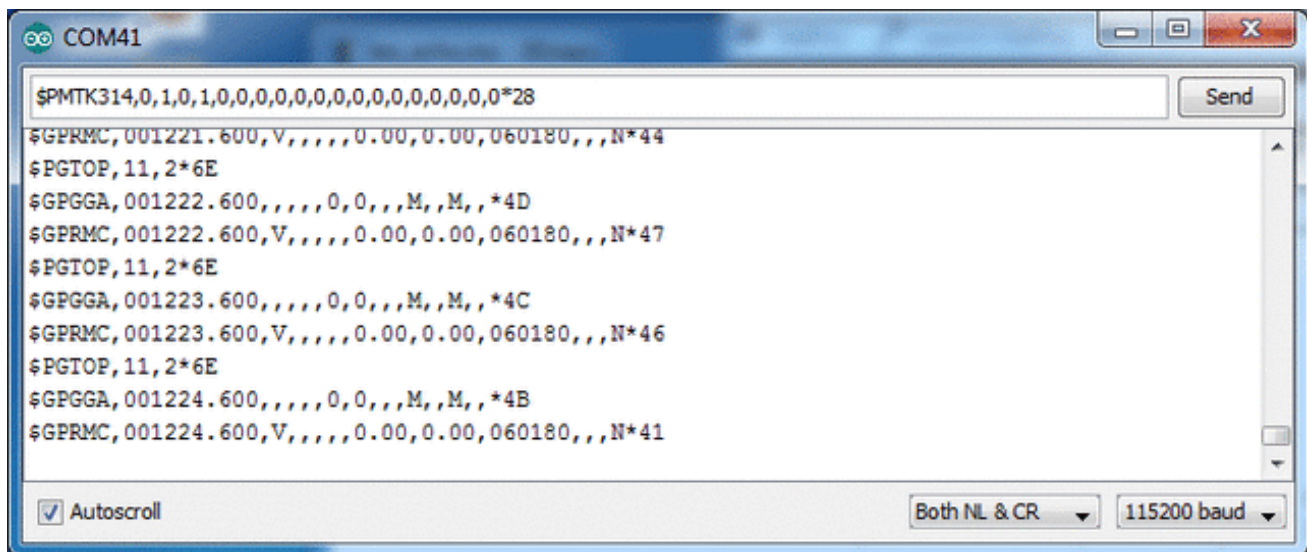 COM41
$PMTK314,0,1,0,1,0,0,0,0,0,0,0,0,0,0,0,0,0,0,0*28
Send
$GPRMC,001221.600,V,,,,,0.00,0.00,060180,,,N*44
$PGTOP,11,2*6E
$GPGGA,001222.600,,,,,0,0,,,M,,M,,*4D
$GPRMC,001222.600,V,,,,,0.00,0.00,060180,,,N*47
$PGTOP,11,2*6E
$GPGGA,001223.600,,,,,0,0,,,M,,M,,*4C
$GPRMC,001223.600,V,,,,,0.00,0.00,060180,,,N*46
$PGTOP,11,2*6E
$GPGGA,001224.600,,,,,0,0,,,M,,M,,*4B
$GPRMC,001224.600,V,,,,,0.00,0.00,060180,,,N*41
Autoscroll
Both NL & CR
115200 baud